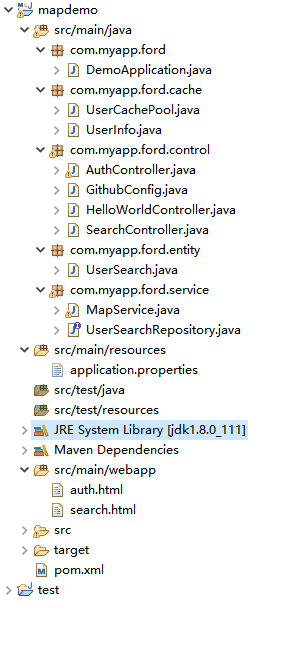 mapdemo
src/main/java
com.myapp.ford
DemoApplication.java
com.myapp.ford.cache
UserCachePool.java
UserInfo.java
com.myapp.ford.control
AuthController.java
GithubConfig.java
HelloWorldController.java
SearchController.java
com.myapp.ford.entity
UserSearch.java
com.myapp.ford.service
MapService.java
UserSearchRepository.java
src/main/resources
application.properties
src/test/java
src/test/resources
JRE System Library [jdk1.8.0_111]
Maven Dependencies
src/main/webapp
auth.html
search.html
src
target
pom.xml
test